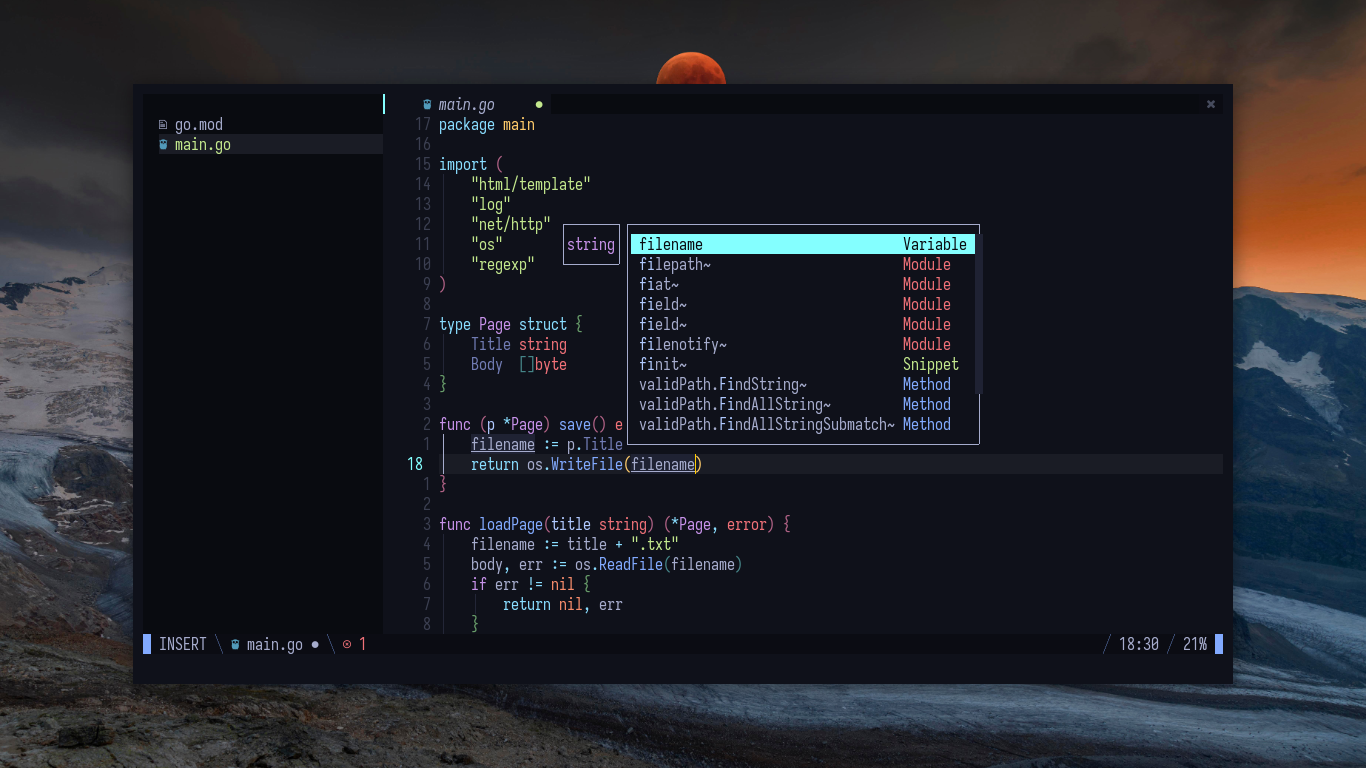 go.mod
main.go
main.go
17 package main
16
15 import (
14 "html/template"
13 "log"
12 "net/http"
11 "os"
10 "regexp"
9 )
8
7 type Page struct {
6 Title string
5 Body []byte
4 }
3
2 func (p *Page) save() e
1 filename := p.Title
18 return os.WriteFile(filename)
1 }
2
3 func loadPage(title string) (*Page, error) {
4 filename := title + ".txt"
5 body, err := os.ReadFile(filename)
6 if err != nil {
7 return nil, err
8 }
string
filename Variable
filepath~ Module
fiat~ Module
field~ Module
field~ Module
filenotify~ Module
finit~ Snippet
validPath.FindString~ Method
validPath.FindAllString~ Method
validPath.FindAllStringSubmatch~ Method
INSERT main.go 1 18:30 21%